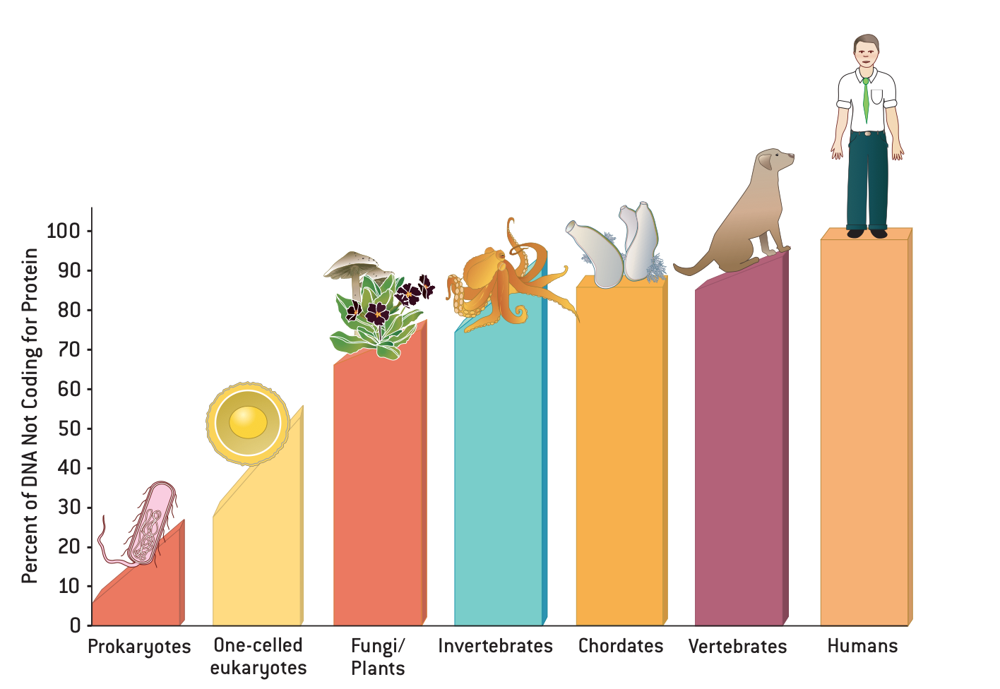 Percent of DNA Not Coding for Protein
100
90
80
70
60
50
40
30
20
10
0
Prokaryotes
One-celled
eukaryotes
Fungi/
Plants
Invertebrates
Chordates
Vertebrates
Humans